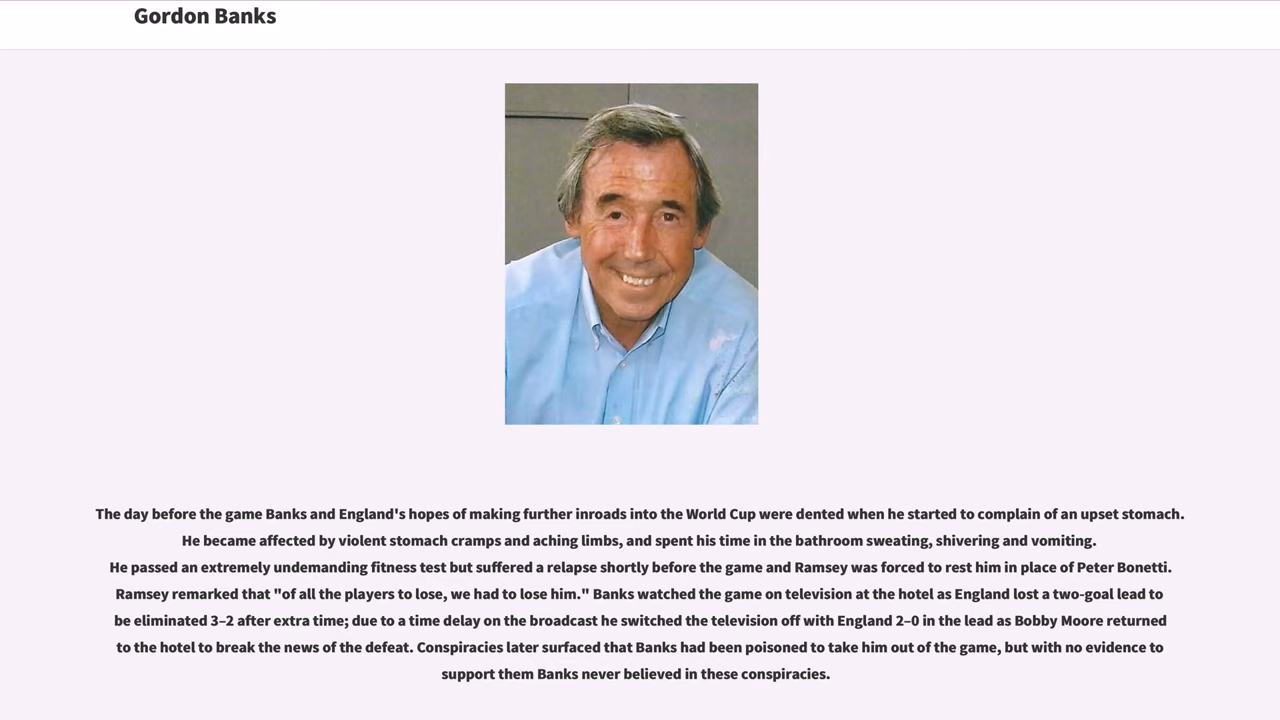 Gordon Banks
The day before the game Banks and England's hopes of making further inroads into the World Cup were dented when he started to complain of an upset stomach.
He became affected by violent stomach cramps and aching limbs, and spent his time in the bathroom sweating, shivering and vomiting.
He passed an extremely undemanding fitness test but suffered a relapse shortly before the game and Ramsey was forced to rest him in place of Peter Bonetti.
Ramsey remarked that "of all the players to lose, we had to lose him." Banks watched the game on television at the hotel as England lost a two-goal lead to
be eliminated 3–2 after extra time; due to a time delay on the broadcast he switched the television off with England 2–0 in the lead as Bobby Moore returned
to the hotel to break the news of the defeat. Conspiracies later surfaced that Banks had been poisoned to take him out of the game, but with no evidence to
support them Banks never believed in these conspiracies.